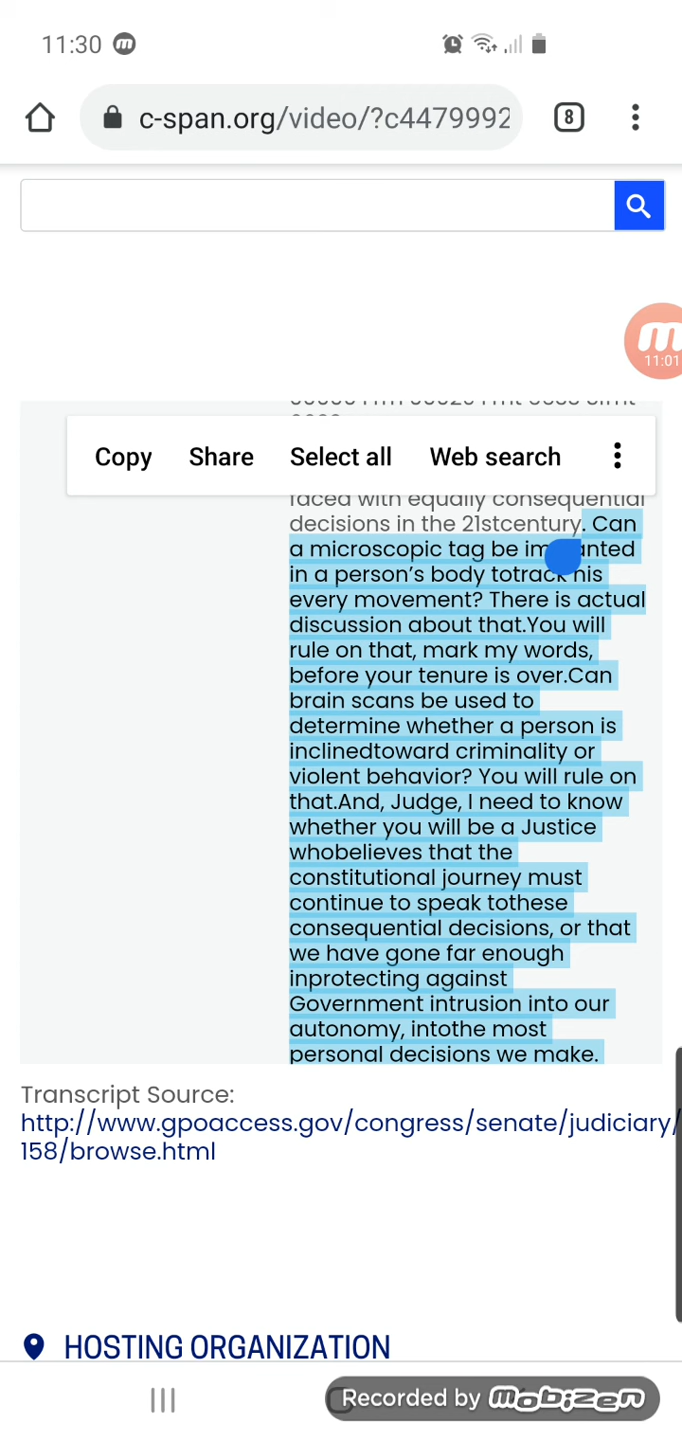 11:30
c-span.org/video/?c4479992
8
11:01
Copy Share Select all Web search
faced with equally consequential
decisions in the 21stcentury. Can
a microscopic tag be
in a person's body totrack his
every movement? There is actual
discussion about that.You will
rule on that, mark my words,
before your tenure is over.Can
brain scans be used to
determine whether a person is
inclinedtoward criminality or
violent behavior? You will rule on
that.And, Judge, I need to know
whether you will be a Justice
whobelieves that the
constitutional journey must
continue to speak tothese
consequential decisions, or that
we have gone far enough
inprotecting against
Government intrusion into our
autonomy, intothe most
personal decisions we make.
Transcript Source:
http://www.gpoaccess.gov/congress/senate/judiciary/
158/browse.html
HOSTING ORGANIZATION
Recorded by mobizen